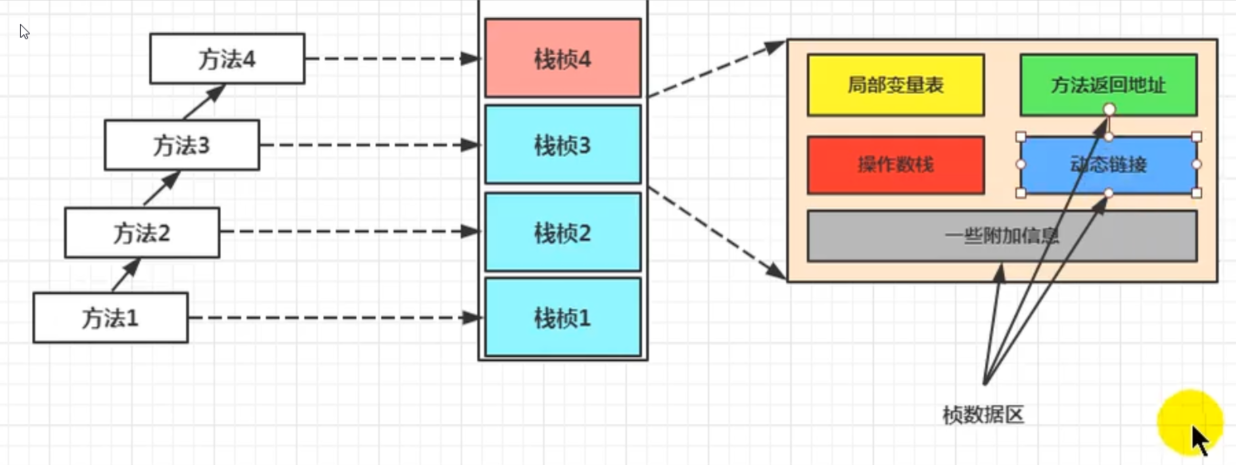 方法4
栈桢4
局部变量表
方法返回地址
方法3
栈桢3
操作数栈
动态链接
方法2
栈桢2
一些附加信息
方法1
栈桢1
桢数据区